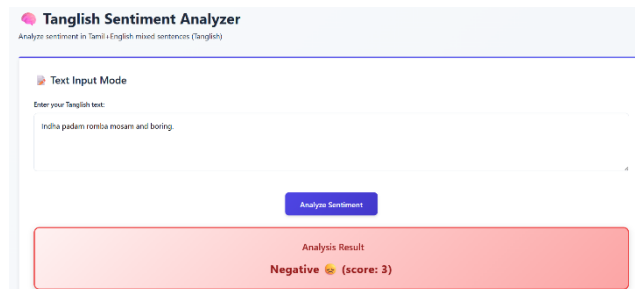 🧠 Tanglish Sentiment Analyzer
Analyze sentiment in Tamil+English mixed sentences (Tanglish)
📝 Text Input Mode
Enter your Tanglish text:
Indha padam romba mosam and boring.
Analyze Sentiment
Analysis Result
Negative 😠 (score: 3)